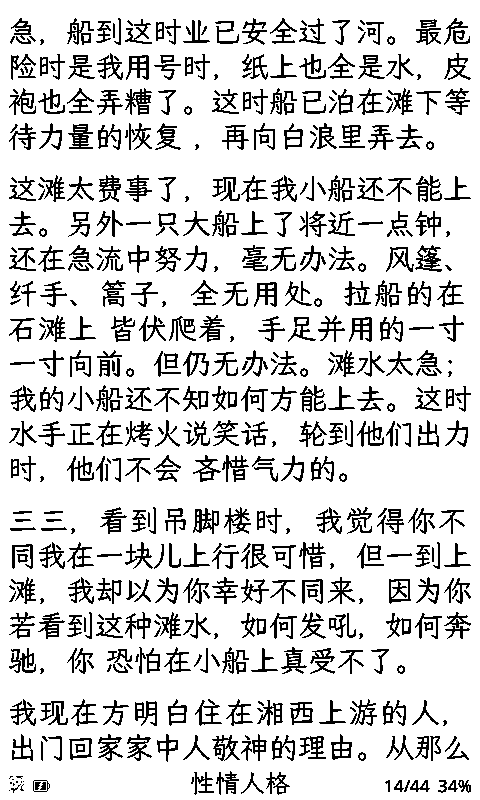 急，船到这时业已安全过了河。最危
险时是我用号时，纸上也全是水，皮
袍也全弄糟了。这时船已泊在滩下等
待力量的恢复 ，再向白浪里弄去。
这滩太费事了，现在我小船还不能上
去。另外一只大船上了将近一点钟，
还在急流中努力，毫无办法。风篷、
纤手、篙子，全无用处。拉船的在
石滩上 皆伏爬着，手足并用的一寸
一寸向前。但仍无办法。滩水太急；
我的小船还不知如何方能上去。这时
水手正在烤火说笑话，轮到他们出力
时，他们不会 吝惜气力的。
三三，看到吊脚楼时，我觉得你不
同我在一块儿上行很可惜，但一到上
滩，我却以为你幸好不同来，因为你
若看到这种滩水，如何发吼，如何奔
驰，你 恐怕在小船上真受不了。
我现在方明白住在湘西上游的人，
出门回家家中人敬神的理由。从那么
性情人格
14/44 34%